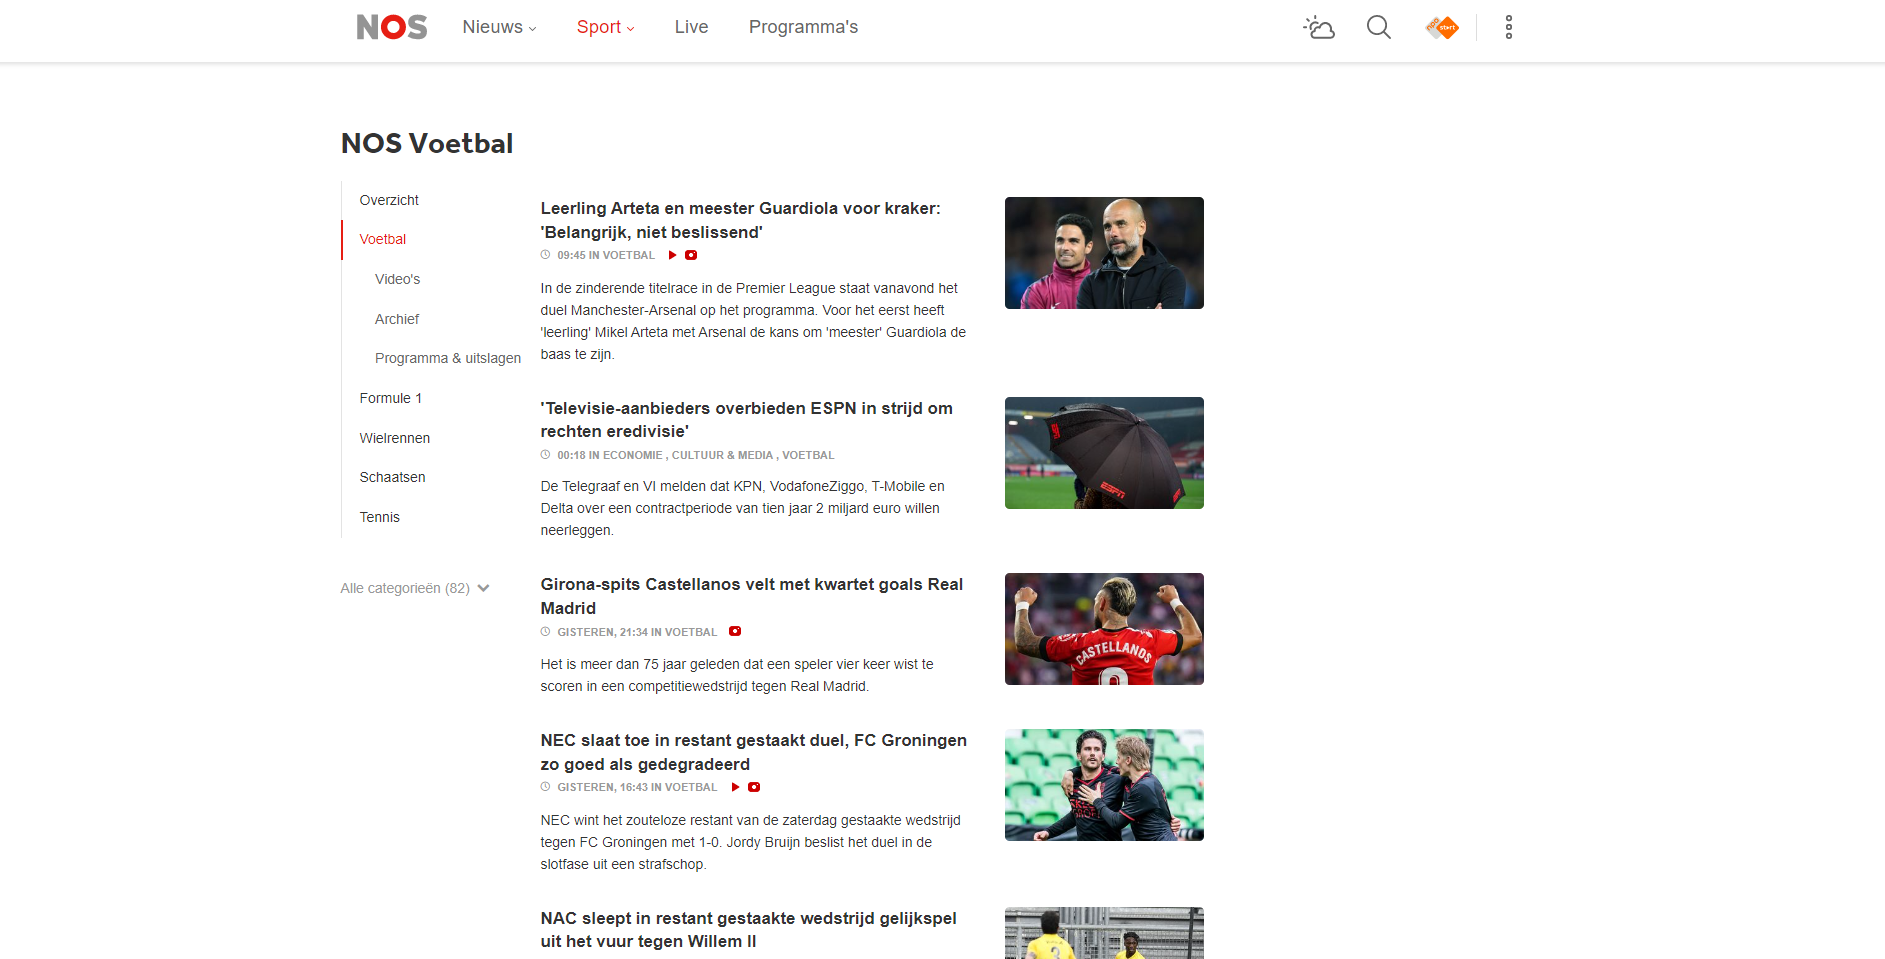 NOS Nieuws Sport Live Programma's
npo start
NOS Voetbal
Overzicht
Voetbal
Video's
Archief
Programma & uitslagen
Formule 1
Wielrennen
Schaatsen
Tennis
Alle categorieën (82)
Leerling Arteta en meester Guardiola voor kraker:
'Belangrijk, niet beslissend'
09:45 IN VOETBAL
In de zinderende titelrace in de Premier League staat vanavond het
duel Manchester-Arsenal op het programma. Voor het eerst heeft
'leerling' Mikel Arteta met Arsenal de kans om 'meester' Guardiola de
baas te zijn.
'Televisie-aanbieders overbieden ESPN in strijd om
rechten eredivisie'
00:18 IN ECONOMIE , CULTUUR & MEDIA , VOETBAL
De Telegraaf en VI melden dat KPN, VodafoneZiggo, T-Mobile en
Delta over een contractperiode van tien jaar 2 miljard euro willen
neerleggen.
ESPN
Girona-spits Castellanos velt met kwartet goals Real
Madrid
GISTEREN, 21:34 IN VOETBAL
Het is meer dan 75 jaar geleden dat een speler vier keer wist te
scoren in een competitiewedstrijd tegen Real Madrid.
CASTELLANOS
NEC slaat toe in restant gestaakt duel, FC Groningen
zo goed als gedegradeerd
GISTEREN, 16:43 IN VOETBAL
NEC wint het zouteloze restant van de zaterdag gestaakte wedstrijd
tegen FC Groningen met 1-0. Jordy Bruijn beslist het duel in de
slotfase uit een strafschop.
NAC sleept in restant gestaakte wedstrijd gelijkspel
uit het vuur tegen Willem II